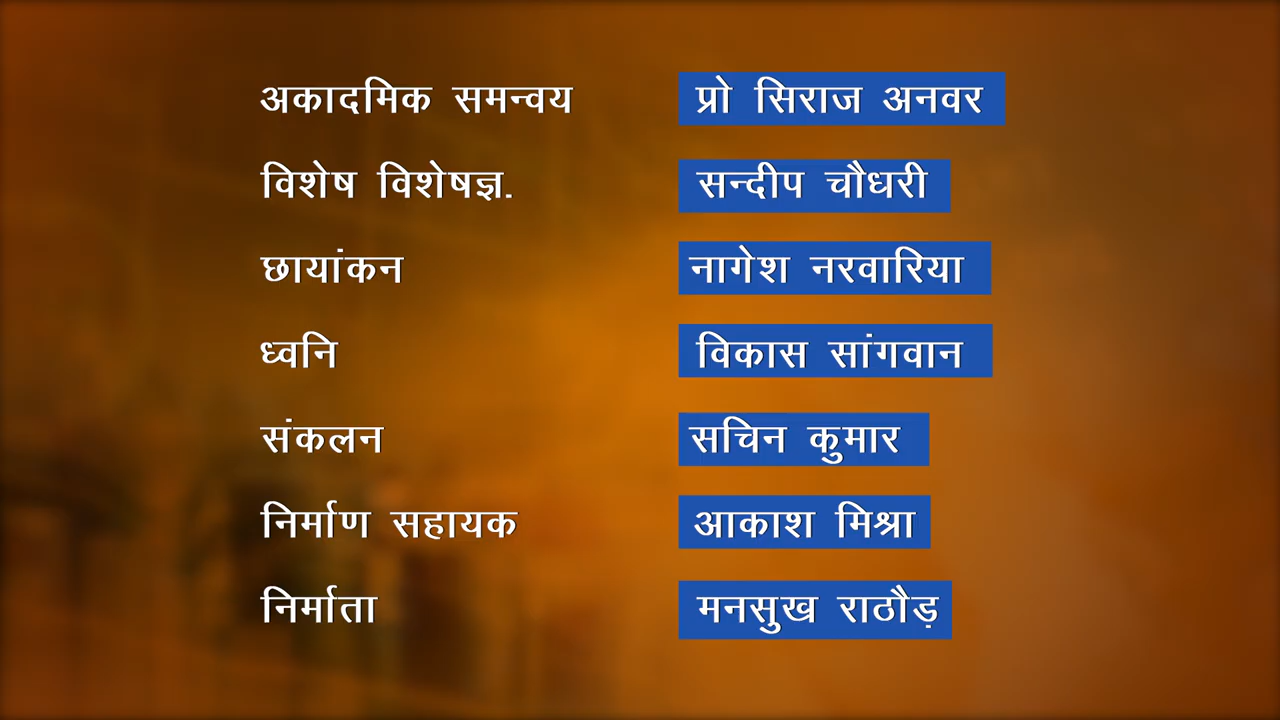 अकादमिक समन्वय प्रो सिराज अनवर
विशेष विशेषज्ञ. सन्दीप चौधरी
छायांकन नागेश नरवारिया
ध्वनि विकास सांगवान
संकलन सचिन कुमार
निर्माण सहायक आकाश मिश्रा
निर्माता मनसुख राठौड़